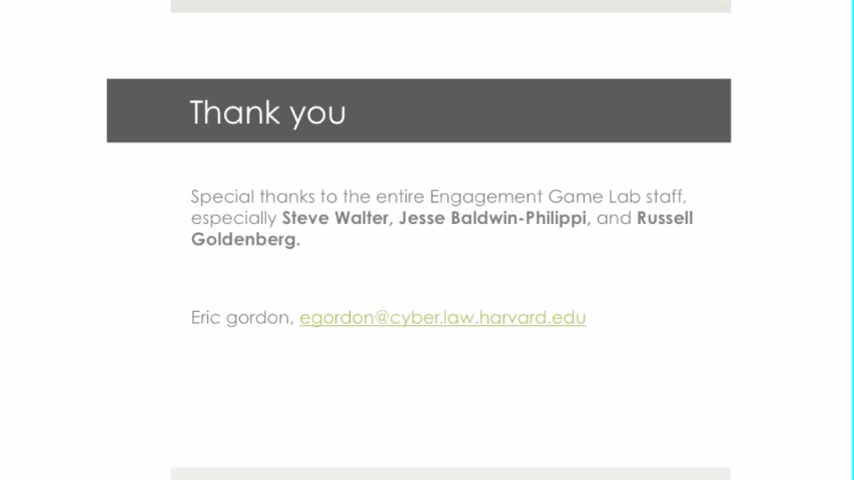 Thank you
Special thanks to the entire Engagement Game Lab staff,
especially Steve Walter, Jesse Baldwin-Philippi, and Russell
Goldenberg.
Eric gordon, egordon@cyber.law.harvard.edu